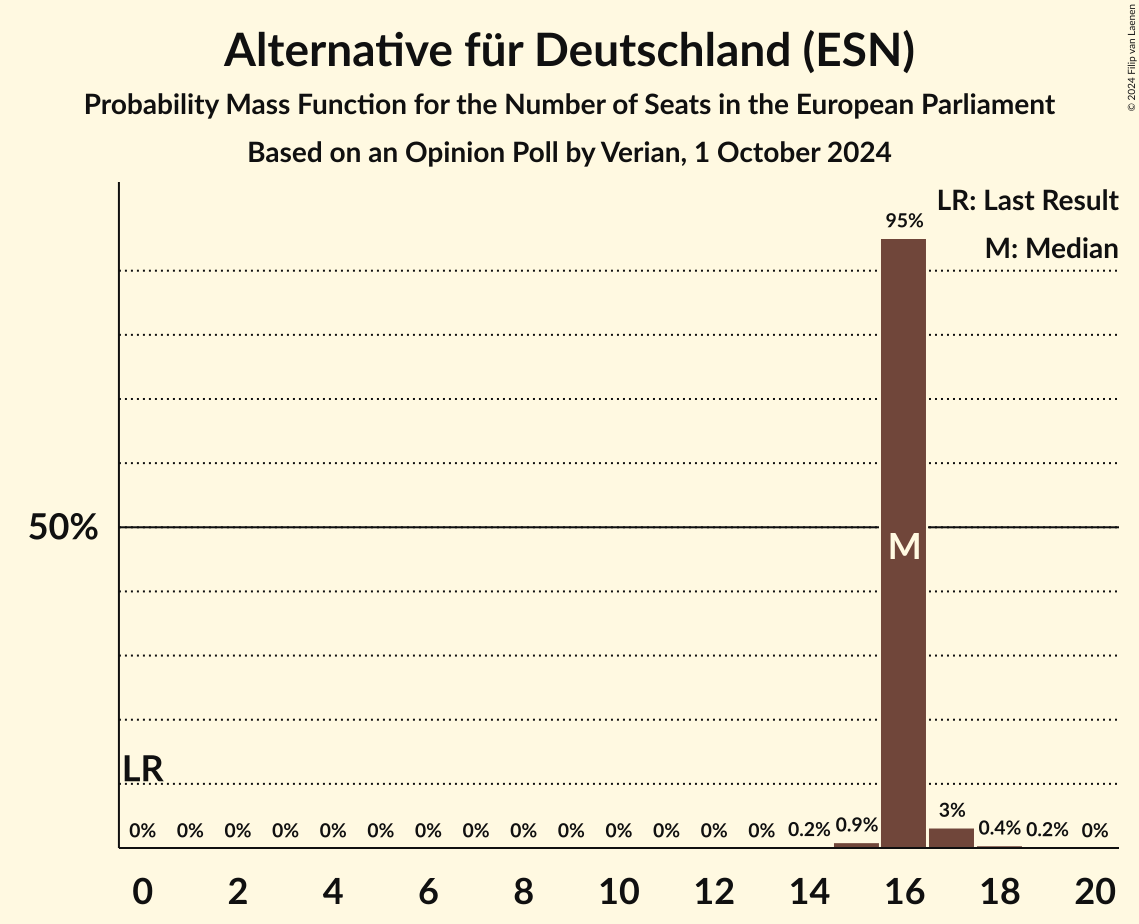 Alternative für Deutschland (ESN)
Probability Mass Function for the Number of Seats in the European Parliament
Based on an Opinion Poll by Verian, 1 October 2024
© 2024 Filip van Laenen
LR: Last Result
M: Median
95%
50%
M
LR
0% 0% 0% 0% 0% 0% 0% 0% 0% 0% 0% 0% 0% 0% 0.2% 0.9% 3% 0.4% 0.2% 0%
0 2 4 6 8 10 12 14 16 18 20